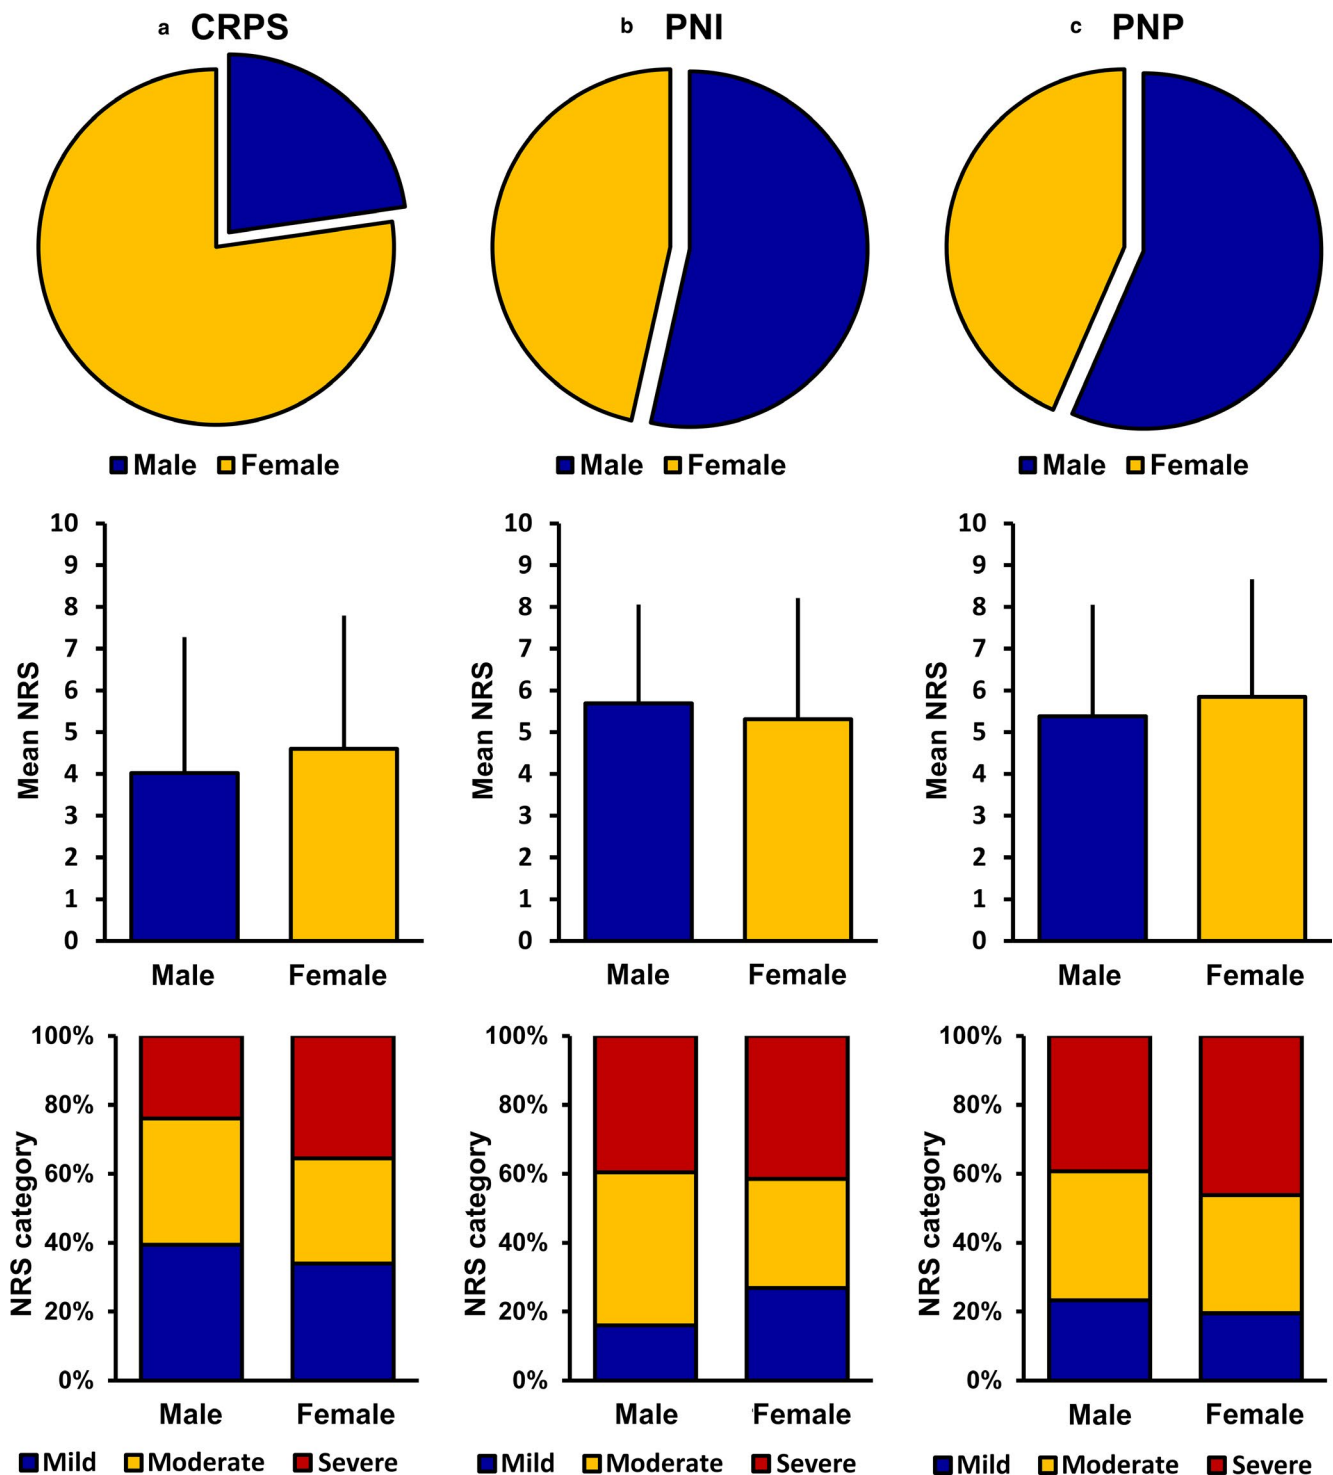 a CRPS
b PNI
c PNP
Male Female
Male Female
Male Female
Mean NRS
10
9
8
7
6
5
4
3
2
1
0
Male Female
Mean NRS
10
9
8
7
6
5
4
3
2
1
0
Male Female
Mean NRS
10
9
8
7
6
5
4
3
2
1
0
Male Female
NRS category
100%
80%
60%
40%
20%
0%
Male Female
Mild Moderate Severe
NRS category
100%
80%
60%
40%
20%
0%
Male Female
Mild Moderate Severe
NRS category
100%
80%
60%
40%
20%
0%
Male Female
Mild Moderate Severe